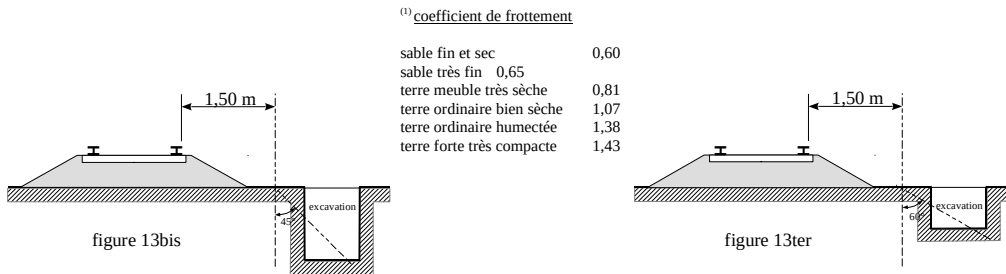 (1) coefficient de frottement
sable fin et sec 0,60
sable très fin 0,65
terre meuble très sèche 0,81
terre ordinaire bien sèche 1,07
terre ordinaire humectée 1,38
terre forte très compacte 1,43
1,50 m
excavation
45°
figure 13bis
1,50 m
excavation
60°
figure 13ter